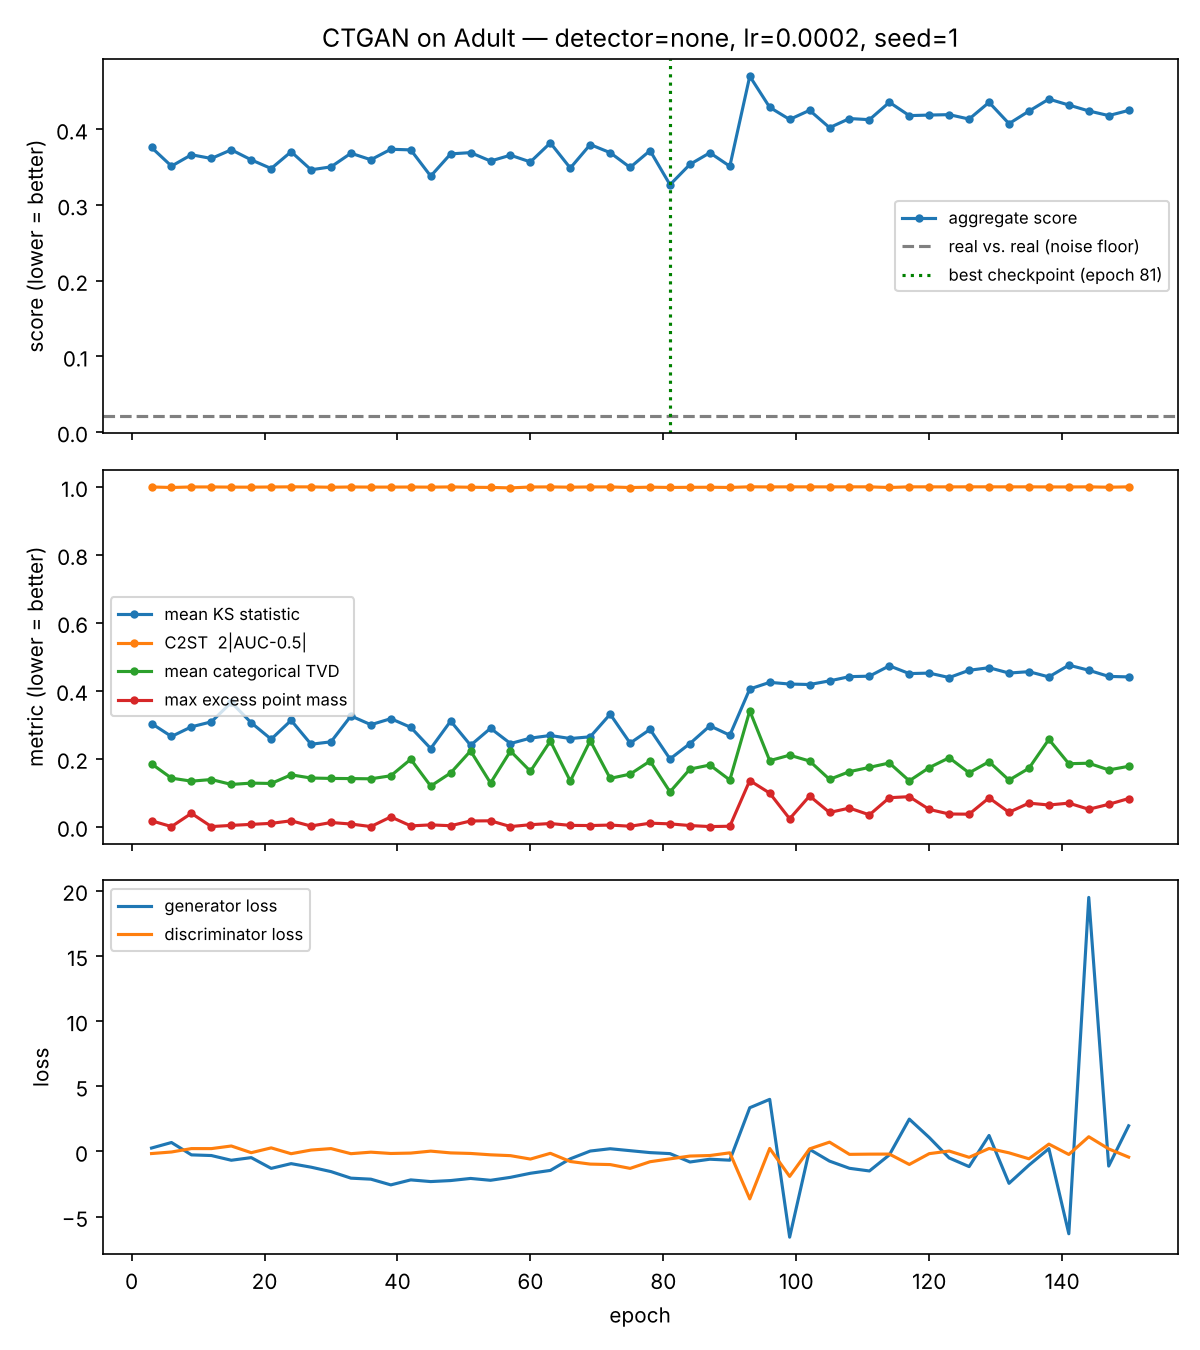 CTGAN on Adult — detector=none, lr=0.0002, seed=1
score (lower = better)
0.4
0.3
0.2
0.1
0.0
aggregate score
real vs. real (noise floor)
best checkpoint (epoch 81)
metric (lower = better)
1.0
0.8
0.6
0.4
0.2
0.0
mean KS statistic
C2ST 2|AUC-0.5|
mean categorical TVD
max excess point mass
loss
20
15
10
5
0
−5
generator loss
discriminator loss
0 20 40 60 80 100 120 140
epoch